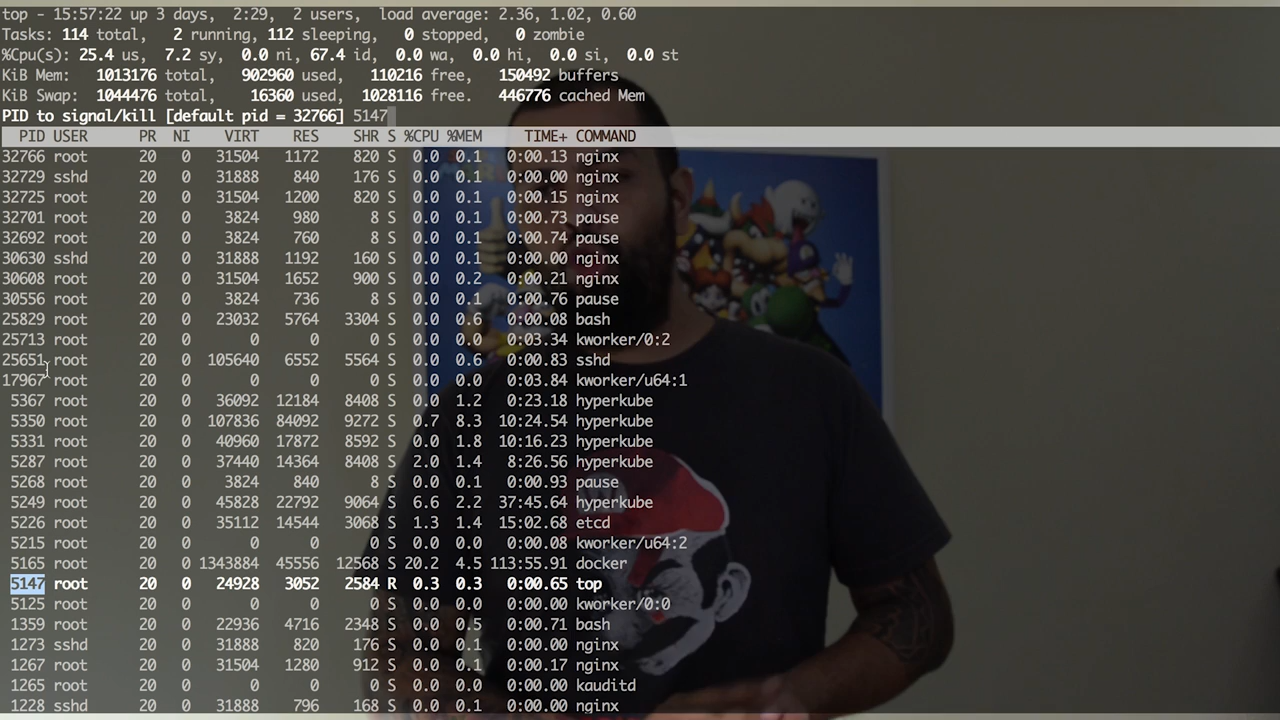 top - 15:57:22 up 3 days,  2:29,  2 users,  load average: 2.36, 1.02, 0.60
Tasks: 114 total,   2 running, 112 sleeping,   0 stopped,   0 zombie
%Cpu(s): 25.4 us,  7.2 sy,  0.0 ni, 67.4 id,  0.0 wa,  0.0 hi,  0.0 si,  0.0 st
KiB Mem:   1013176 total,   902960 used,   110216 free,   150492 buffers
KiB Swap:  1044476 total,    16360 used,  1028116 free.   446776 cached Mem
PID to signal/kill [default pid = 32766] 5147
PID USER      PR  NI    VIRT    RES    SHR S %CPU %MEM     TIME+ COMMAND
32766 root      20   0   31504   1172    820 S  0.0  0.1   0:00.13 nginx
32729 sshd      20   0   31888    840    176 S  0.0  0.1   0:00.00 nginx
32725 root      20   0   31504   1200    820 S  0.0  0.1   0:00.15 nginx
32701 root      20   0    3824    980      8 S  0.0  0.1   0:00.73 pause
32692 root      20   0    3824    760      8 S  0.0  0.1   0:00.74 pause
30630 sshd      20   0   31888   1192    160 S  0.0  0.1   0:00.00 nginx
30608 root      20   0   31504   1652    900 S  0.0  0.2   0:00.21 nginx
30556 root      20   0    3824    736      8 S  0.0  0.1   0:00.76 pause
25829 root      20   0   23032   5764   3304 S  0.0  0.6   0:00.08 bash
25713 root      20   0       0      0      0 S  0.0  0.0   0:03.34 kworker/0:2
25651 root      20   0  105640   6552   5564 S  0.0  0.6   0:00.83 sshd
17967 root      20   0       0      0      0 S  0.0  0.0   0:03.84 kworker/u64:1
5367 root      20   0   36092  12184   8408 S  0.0  1.2   0:23.18 hyperkube
5350 root      20   0  107836  84092   9272 S  0.7  8.3  10:24.54 hyperkube
5331 root      20   0   40960  17872   8592 S  0.0  1.8  10:16.23 hyperkube
5287 root      20   0   37440  14364   8408 S  2.0  1.4   8:26.56 hyperkube
5268 root      20   0    3824    840      8 S  0.0  0.1   0:00.93 pause
5249 root      20   0   45828  22792   9064 S  6.6  2.2  37:45.64 hyperkube
5226 root      20   0   35112  14544   3068 S  1.3  1.4  15:02.68 etcd
5215 root      20   0       0      0      0 S  0.0  0.0   0:00.08 kworker/u64:2
5165 root      20   0 1343884  45556  12568 S 20.2  4.5 113:55.91 docker
5147 root      20   0   24928   3052   2584 R  0.3  0.3   0:00.65 top
5125 root      20   0       0      0      0 S  0.0  0.0   0:00.00 kworker/0:0
1359 root      20   0   22936   4716   2348 S  0.0  0.5   0:00.71 bash
1273 sshd      20   0   31888    820    176 S  0.0  0.1   0:00.00 nginx
1267 root      20   0   31504   1280    912 S  0.0  0.1   0:00.17 nginx
1265 root      20   0       0      0      0 S  0.0  0.0   0:00.00 kauditd
1228 sshd      20   0   31888    796    168 S  0.0  0.1   0:00.00 nginx